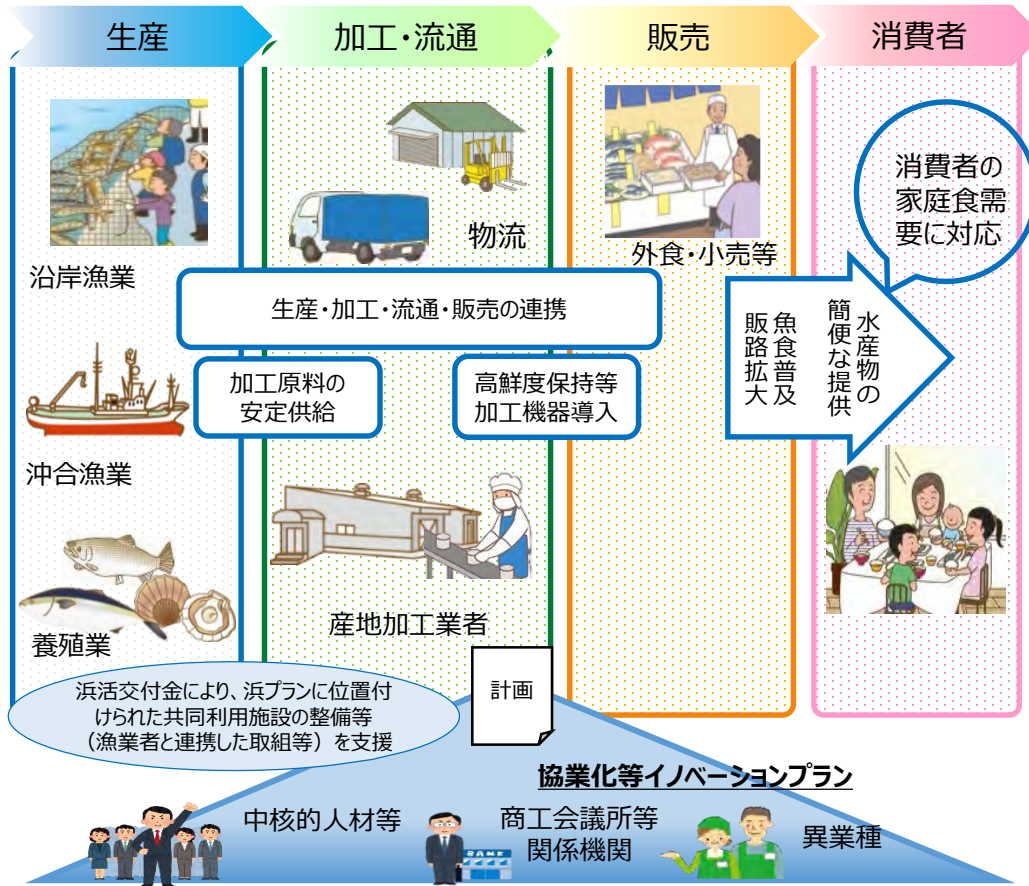 生産
加工・流通
販売
消費者
消費者の
家庭食需
要に対応
物流
外食・小売等
沿岸漁業
生産・加工・流通・販売の連携
加工原料の
安定供給
高鮮度保持等
加工機器導入
水産物の
簡便な提供
魚食普及
販路拡大
沖合漁業
養殖業
産地加工業者
計画
浜活交付金により、浜プランに位置付
けられた共同利用施設の整備等
（漁業者と連携した取組等）を支援
協業化等イノベーションプラン
中核的人材等
商工会議所等
関係機関
BANK
異業種